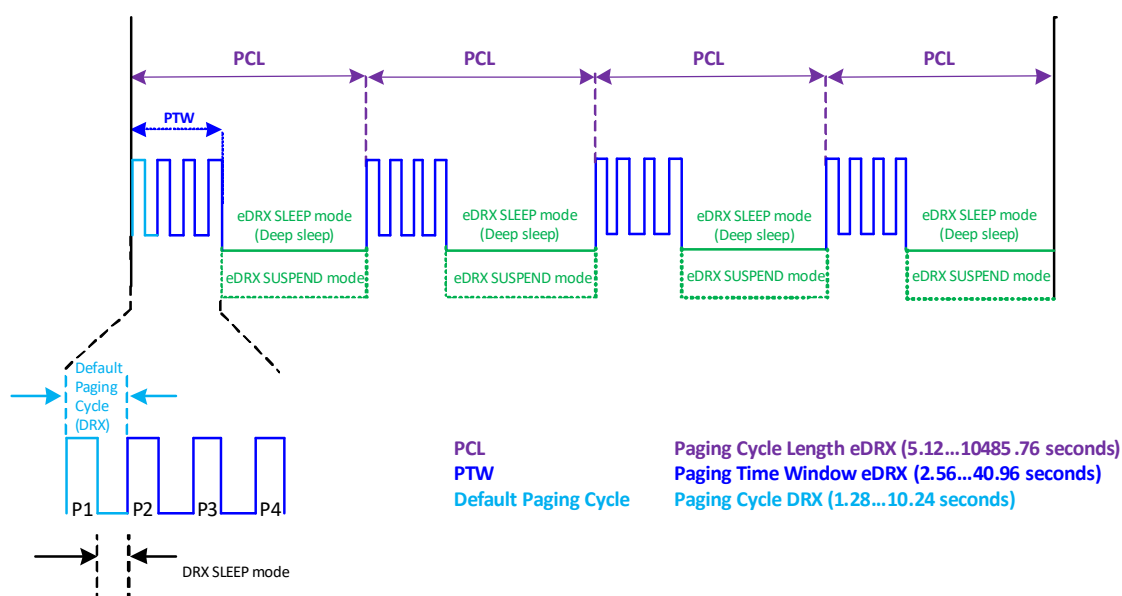 PCL PCL PCL PCL
PTW
eDRX SLEEP mode
(Deep sleep)
eDRX SLEEP mode
(Deep sleep)
eDRX SLEEP mode
(Deep sleep)
eDRX SLEEP mode
(Deep sleep)
eDRX SUSPEND mode
eDRX SUSPEND mode
eDRX SUSPEND mode
eDRX SUSPEND mode
Default
Paging
Cycle
(DRX)
P1 P2 P3 P4
DRX SLEEP mode
PCL Paging Cycle Length eDRX (5.12...10485.76 seconds)
PTW Paging Time Window eDRX (2.56...40.96 seconds)
Default Paging Cycle Paging Cycle DRX (1.28...10.24 seconds)